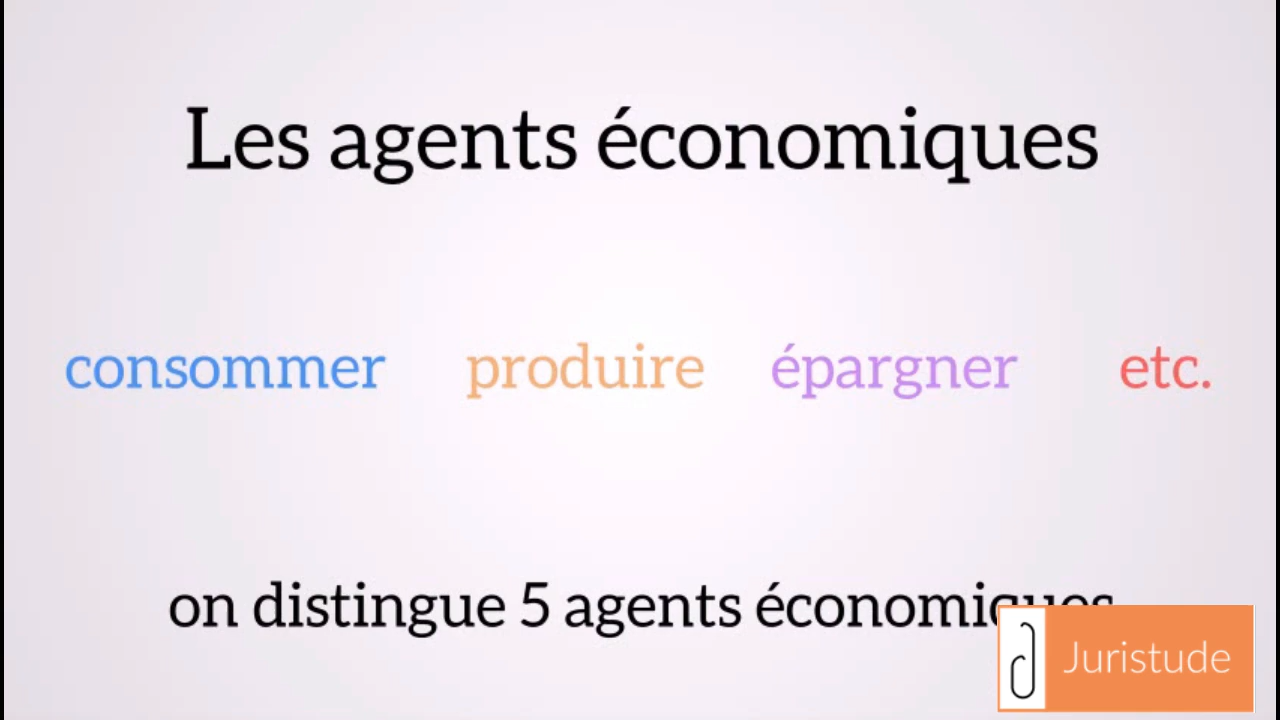 Les agents économiques
consommer produire épargner etc.
on distingue 5 agents économiques
Juristude